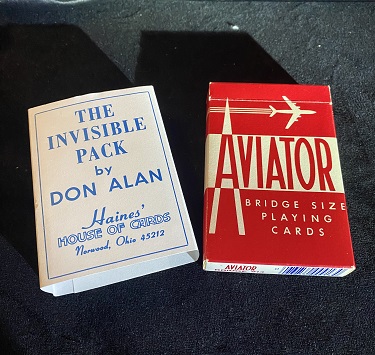 THE
INVISIBLE
PACK
by
DON ALAN
Haines'
HOUSE OF CARDS
Norwood, Ohio 45212
AVIATOR
BRIDGE SIZE
PLAYING
CARDS
AVIATOR